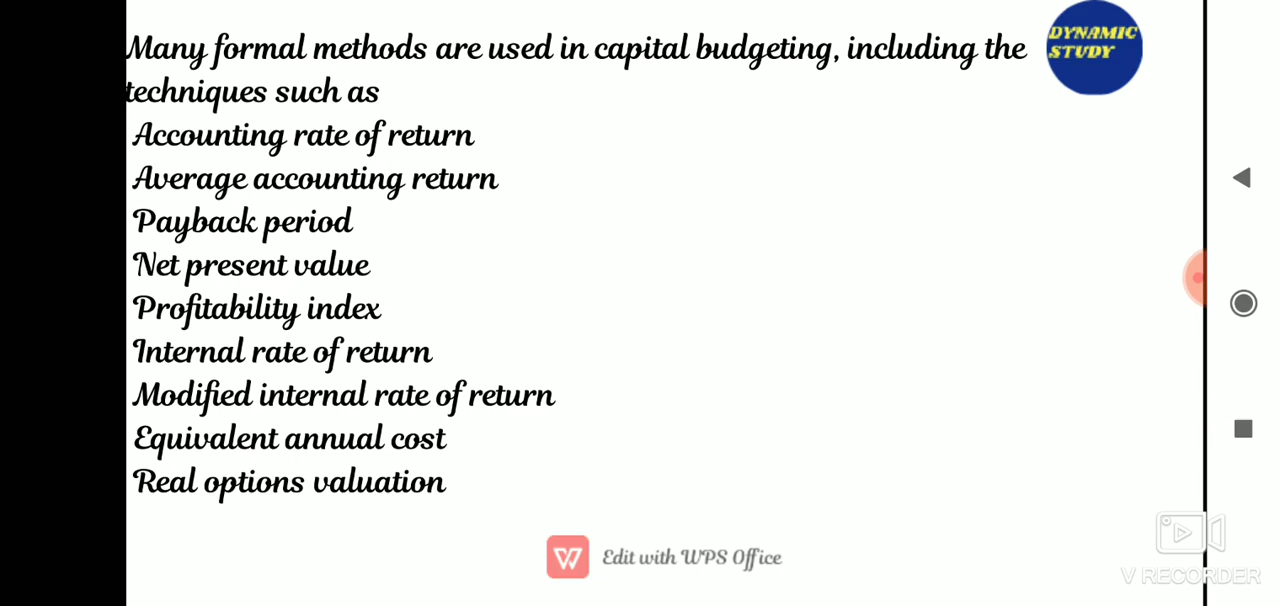 Many formal methods are used in capital budgeting, including the
techniques such as
Accounting rate of return
Average accounting return
Payback period
Net present value
Profitability index
Internal rate of return
Modified internal rate of return
Equivalent annual cost
Real options valuation
DYNAMIC
STUDY
Edit with WPS Office
V RECORDER